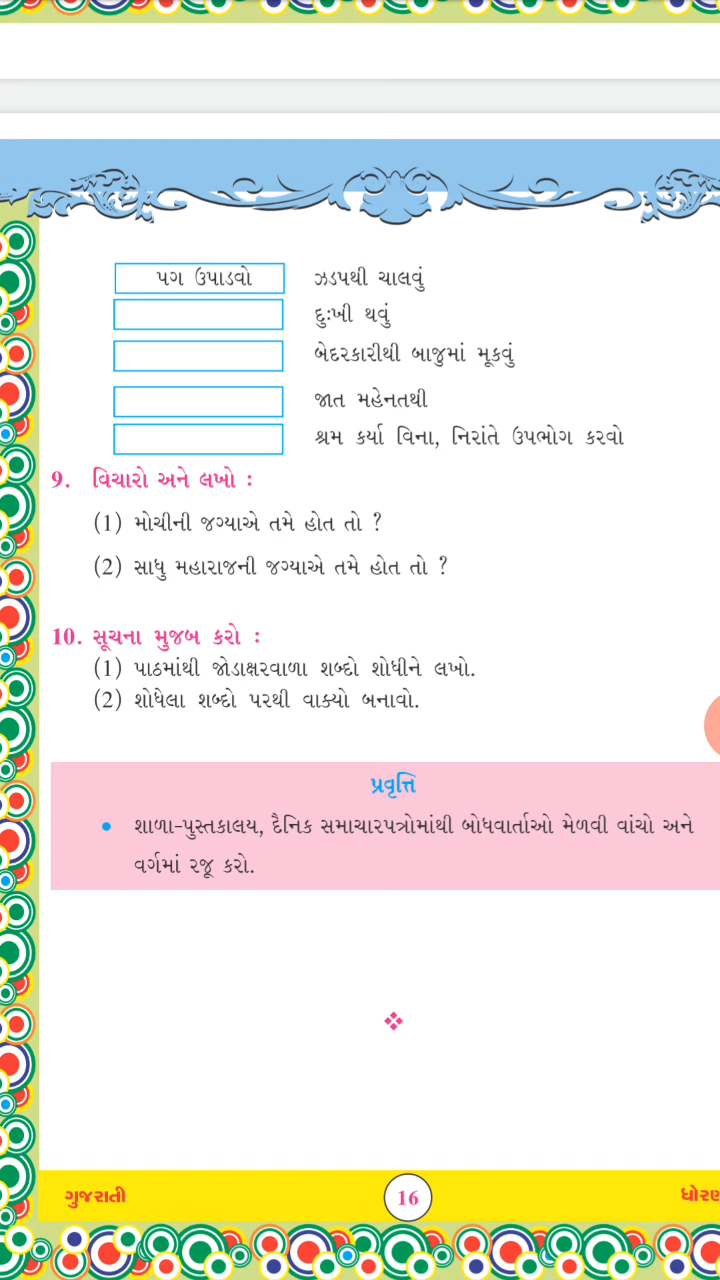 પગ ઉપાડવો ઝડપથી ચાલવું
દુઃખી થવું
બેદરકારીથી બાજુમાં મૂકવું
જાત મહેનતથી
શ્રમ કર્યા વિના, નિરાંતે ઉપભોગ કરવો
9. વિચારો અને લખો :
(1) મોચીની જગ્યાએ તમે હોત તો ?
(2) સાધુ મહારાજની જગ્યાએ તમે હોત તો ?
10. સૂચના મુજબ કરો :
(1) પાઠમાંથી જોડાક્ષરવાળા શબ્દો શોધીને લખો.
(2) શોધેલા શબ્દો પરથી વાક્યો બનાવો.
પ્રવૃત્તિ
• શાળા-પુસ્તકાલય, દૈનિક સમાચારપત્રોમાંથી બોધવાર્તાઓ મેળવી વાંચો અને
વર્ગમાં રજૂ કરો.
ગુજરાતી 16